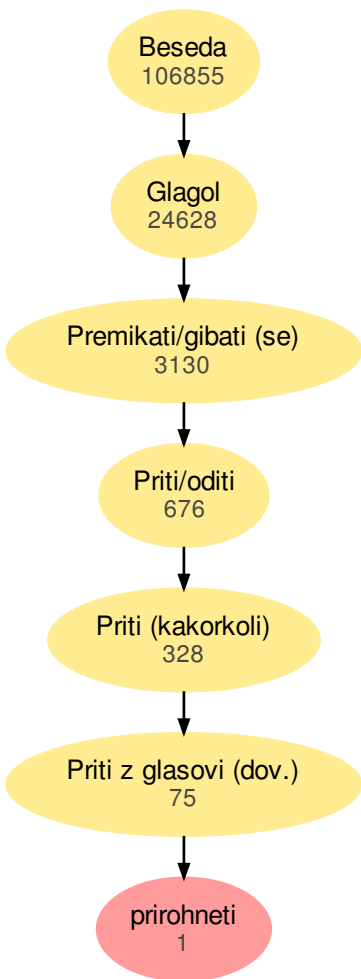 Beseda
106855
Glagol
24628
Premikati/gibati (se)
3130
Priti/oditi
676
Priti (kakorkoli)
328
Priti z glasovi (dov.)
75
prirohneti
1